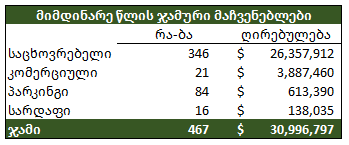 მიმდინარე წლის ჯამური მაჩვენებლები
რა-ბა ღირებულება
საცხოვრებელი 346 $ 26,357,912
კომერციული 21 $ 3,887,460
პარკინგი 84 $ 613,390
სარდაფი 16 $ 138,035
ჯამი 467 $ 30,996,797